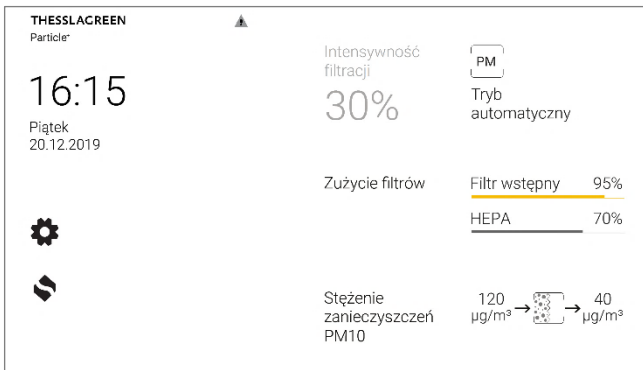 THESSLAGREEN
Particle⁺
16:15
Piątek
20.12.2019
Intensywność
filtracji
30%
PM
Tryb
automatyczny
Zużycie filtrów
Filtr wstępny 95%
HEPA 70%
Stężenie
zanieczyszczeń
PM10
120
µg/m³
40
µg/m³